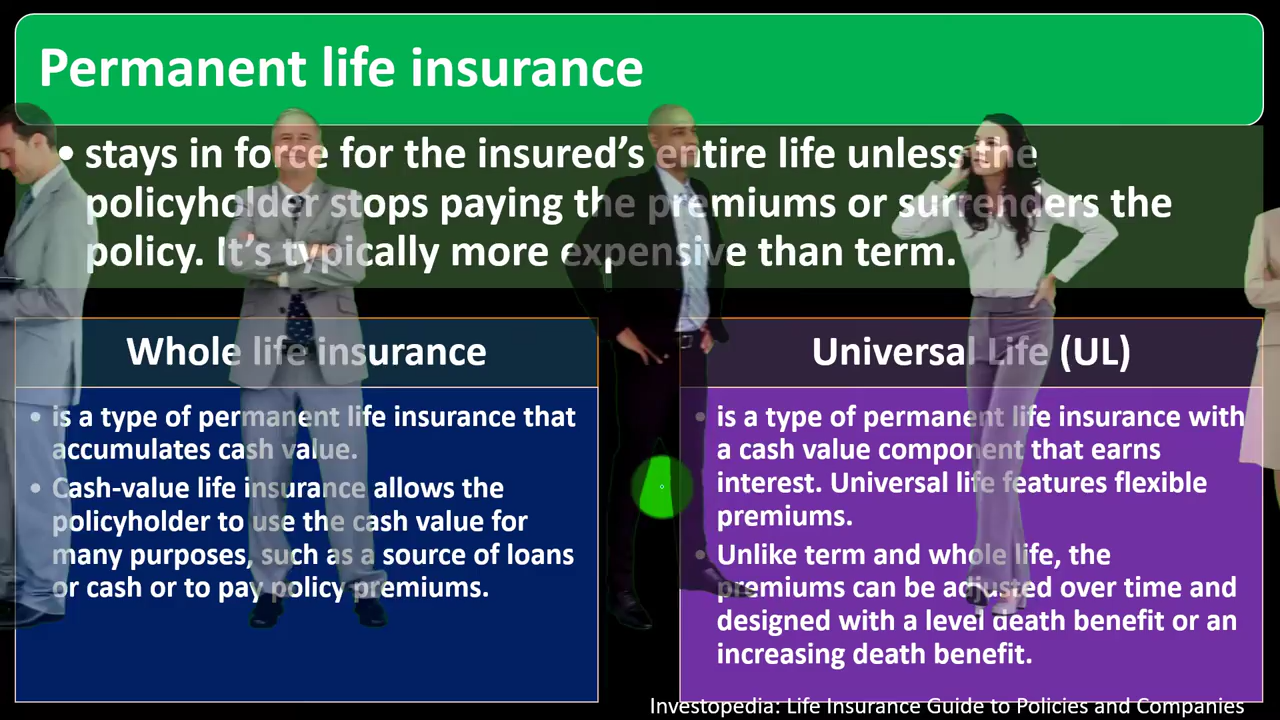 Permanent life insurance
• stays in force for the insured’s entire life unless the
policyholder stops paying the premiums or surrenders the
policy. It’s typically more expensive than term.
Whole life insurance
• is a type of permanent life insurance that
accumulates cash value.
• Cash-value life insurance allows the
policyholder to use the cash value for
many purposes, such as a source of loans
or cash or to pay policy premiums.
Universal Life (UL)
• is a type of permanent life insurance with
a cash value component that earns
interest. Universal life features flexible
premiums.
• Unlike term and whole life, the
premiums can be adjusted over time and
designed with a level death benefit or an
increasing death benefit.
Investopedia: Life Insurance Guide to Policies and Companies